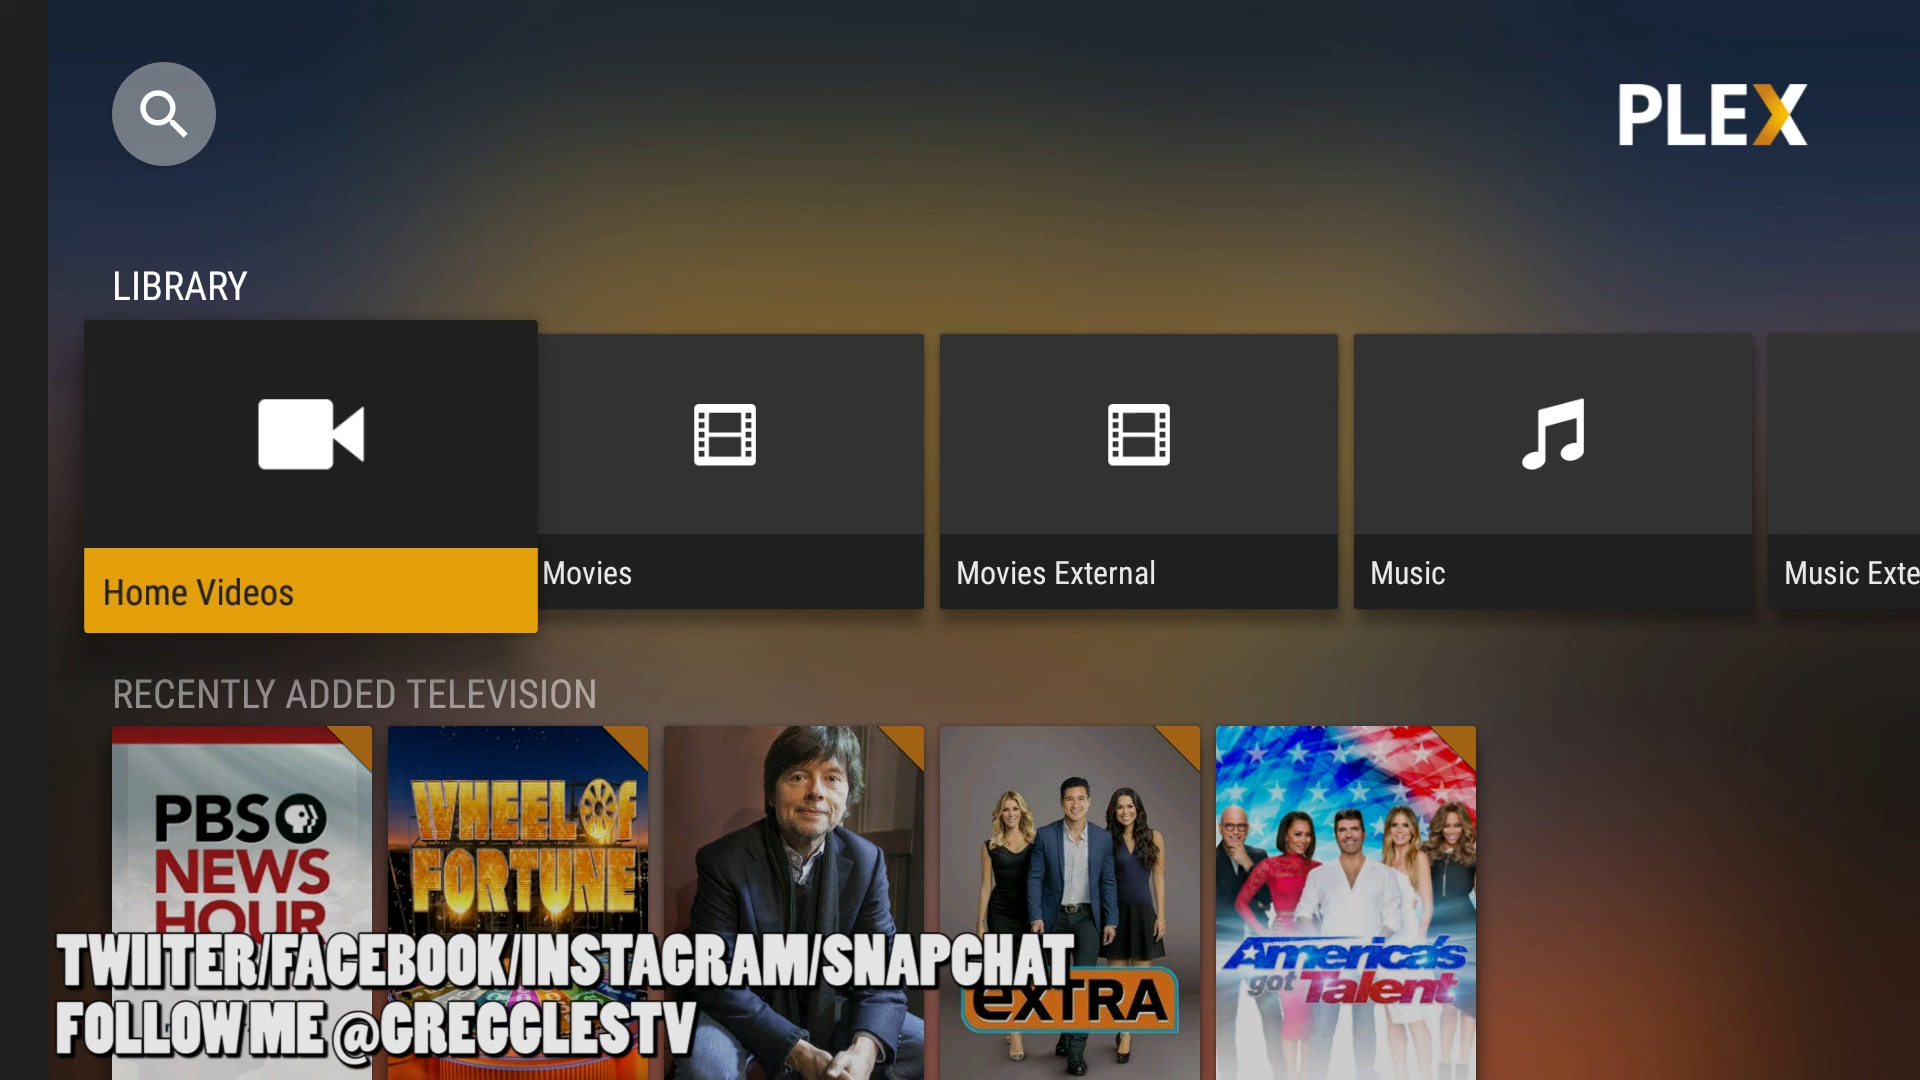 PLEX
LIBRARY
Home Videos
Movies
Movies External
Music
Music Exte
RECENTLY ADDED TELEVISION
PBS
NEWS
HOUR
WHEEL OF
FORTUNE
eXTRA
America's
got Talent
TWIITER/FACEBOOK/INSTAGRAM/SNAPCHAT
FOLLOW ME @GREGGLESTV